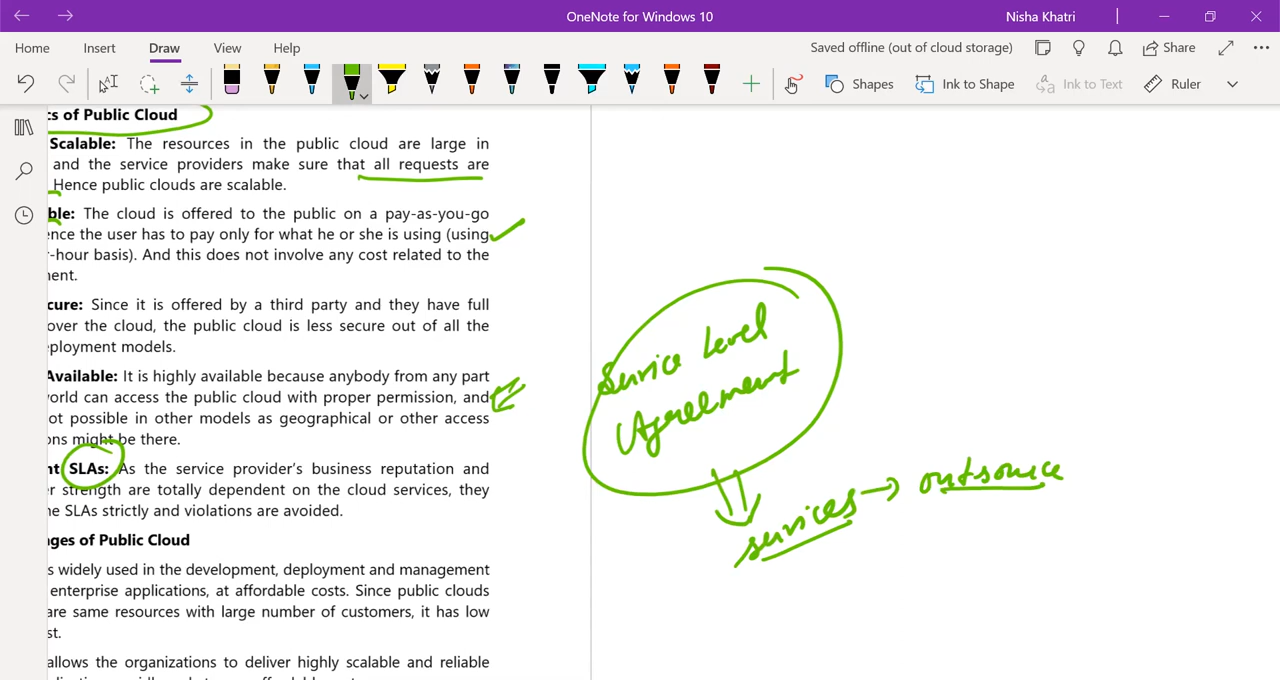 OneNote for Windows 10
Nisha Khatri
Home Insert Draw View Help
Saved offline (out of cloud storage)
Share
Shapes
Ink to Shape
Ink to Text
Ruler
ts of Public Cloud
Scalable: The resources in the public cloud are large in
and the service providers make sure that all requests are
Hence public clouds are scalable.
ble: The cloud is offered to the public on a pay-as-you-go
ence the user has to pay only for what he or she is using (using
r-hour basis). And this does not involve any cost related to the
nent.
cure: Since it is offered by a third party and they have full
over the cloud, the public cloud is less secure out of all the
eployment models.
Available: It is highly available because anybody from any part
world can access the public cloud with proper permission, and
ot possible in other models as geographical or other access
ons might be there.
nt SLAs: As the service provider's business reputation and
er strength are totally dependent on the cloud services, they
he SLAs strictly and violations are avoided.
ages of Public Cloud
s widely used in the development, deployment and management
enterprise applications, at affordable costs. Since public clouds
are same resources with large number of customers, it has low
st.
allows the organizations to deliver highly scalable and reliable
Service Level
Agreement
services → outsource